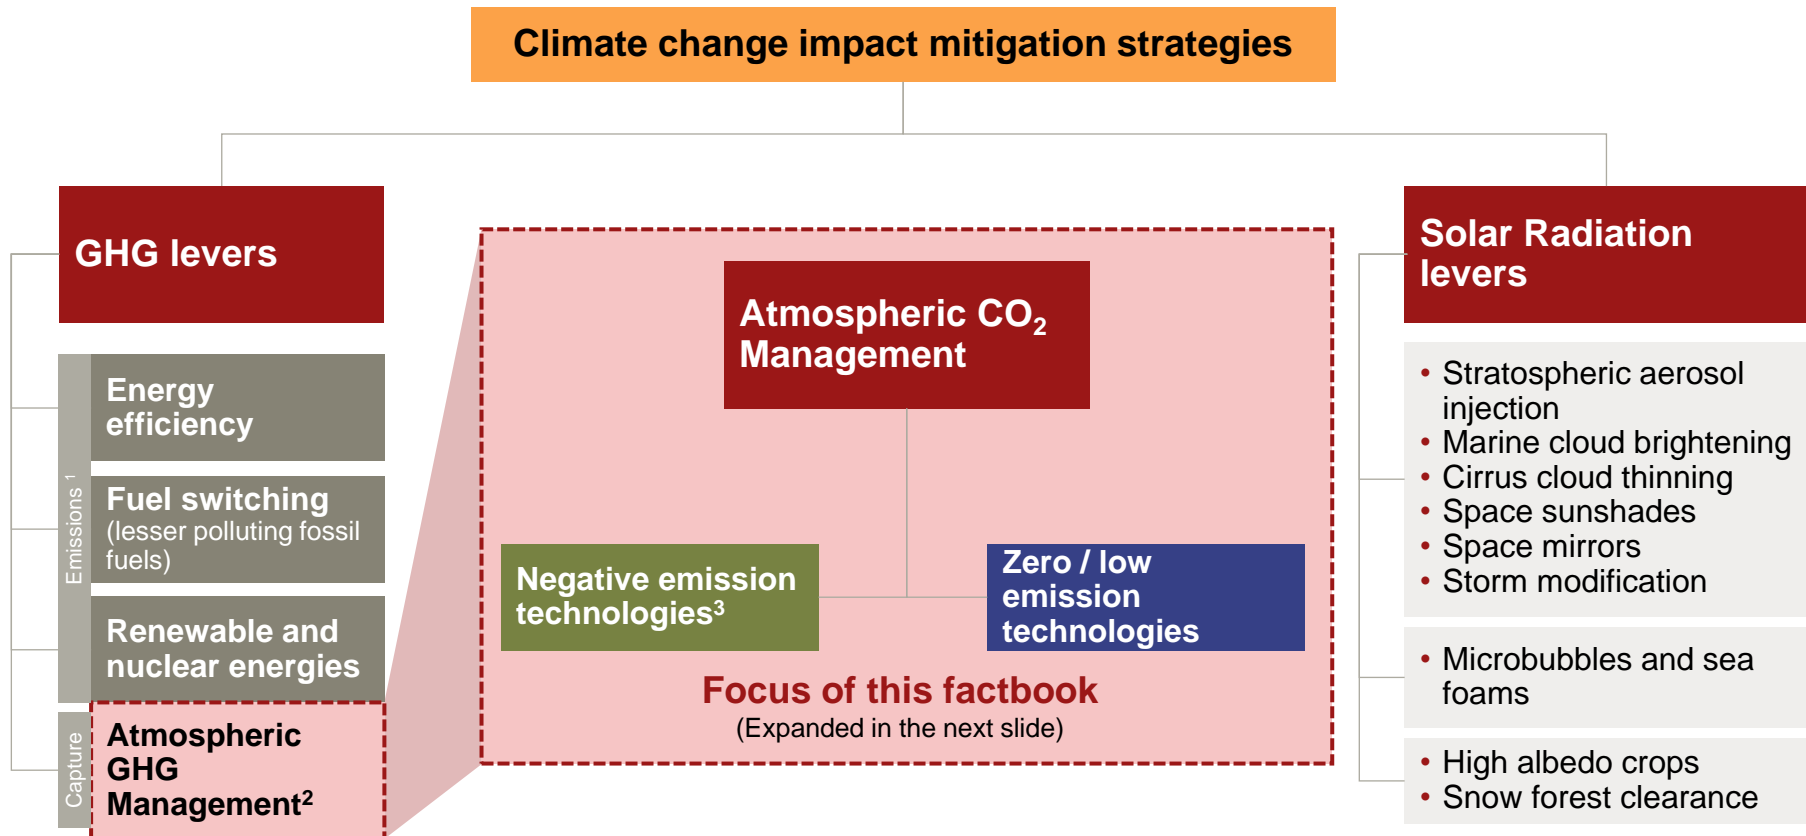 Climate change impact mitigation strategies
GHG levers
Emissions ¹
Energy
efficiency
Fuel switching
(lesser polluting fossil
fuels)
Renewable and
nuclear energies
Capture
Atmospheric
GHG
Management²
Atmospheric CO₂
Management
Negative emission
technologies³
Zero / low
emission
technologies
Focus of this factbook
(Expanded in the next slide)
Solar Radiation
levers
• Stratospheric aerosol
injection
• Marine cloud brightening
• Cirrus cloud thinning
• Space sunshades
• Space mirrors
• Storm modification
• Microbubbles and sea
foams
• High albedo crops
• Snow forest clearance